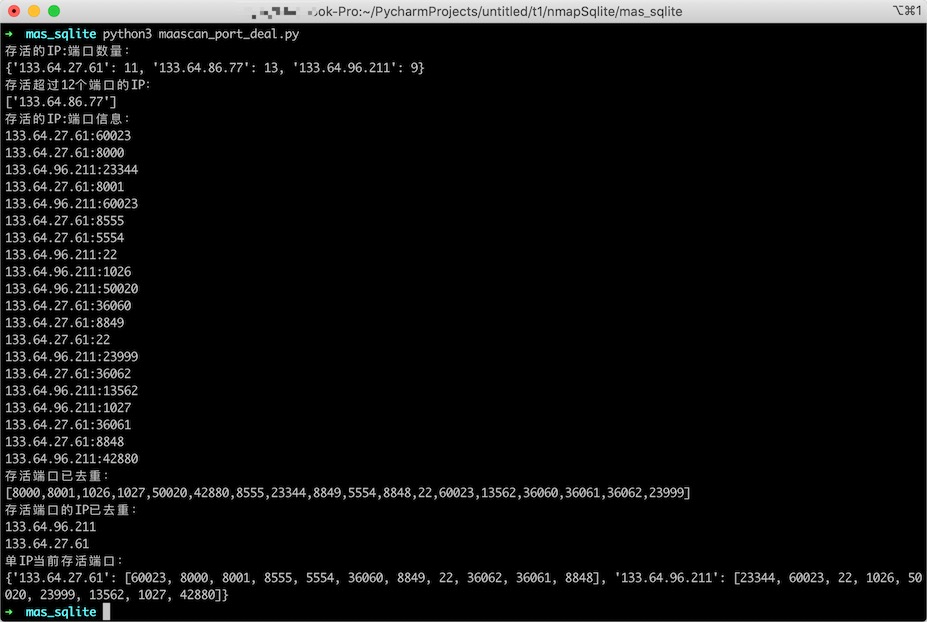 ok-Pro:~/PycharmProjects/untitled/t1/nmapSqlite/mas_sqlite ⌥⌘1
→ mas_sqlite python3 maascan_port_deal.py
存活的IP:端口数量:
{'133.64.27.61': 11, '133.64.86.77': 13, '133.64.96.211': 9}
存活超过12个端口的IP:
['133.64.86.77']
存活的IP:端口信息:
133.64.27.61:60023
133.64.27.61:8000
133.64.96.211:23344
133.64.27.61:8001
133.64.96.211:60023
133.64.27.61:8555
133.64.27.61:5554
133.64.96.211:22
133.64.96.211:1026
133.64.96.211:50020
133.64.27.61:36060
133.64.27.61:8849
133.64.27.61:22
133.64.96.211:23999
133.64.27.61:36062
133.64.96.211:13562
133.64.96.211:1027
133.64.27.61:36061
133.64.27.61:8848
133.64.96.211:42880
存活端口已去重:
[8000,8001,1026,1027,50020,42880,8555,23344,8849,5554,8848,22,60023,13562,36060,36061,36062,23999]
存活端口的IP已去重:
133.64.96.211
133.64.27.61
单IP当前存活端口:
{'133.64.27.61': [60023, 8000, 8001, 8555, 5554, 36060, 8849, 22, 36062, 36061, 8848], '133.64.96.211': [23344, 60023, 22, 1026, 50
020, 23999, 13562, 1027, 42880]}
→ mas_sqlite